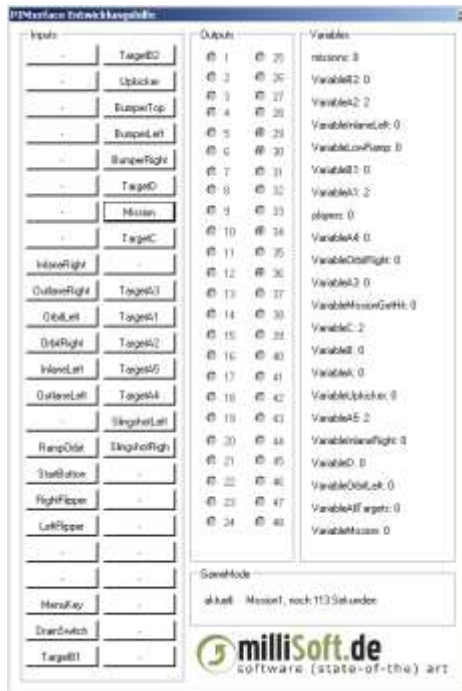 PINterface Entwicklungshilfe
Inputs
- TargetB2
- Upkicker
- BumperTop
- BumperLeft
- BumperRight
- TargetD
- Mission
- TargetC
InlaneRight -
OutlaneRight TargetA3
OrbitLeft TargetA1
OrbitRight TargetA2
InlaneLeft TargetA5
OutlaneLeft TargetA4
- SlingshotLeft
RampOrbit SlingshotRigh
StartButton -
RightFlipper -
LeftFlipper -
- -
- -
MenuKey -
DrainSwitch -
TargetB1 -
Outputs
1 25
2 26
3 27
4 28
5 29
6 30
7 31
8 32
9 33
10 34
11 35
12 36
13 37
14 38
15 39
16 40
17 41
18 42
19 43
20 44
21 45
22 46
23 47
24 48
Variables
missions: 0
VariableB2: 0
VariableA2: 2
VariableInlaneLeft: 0
VariableLowRamp: 0
VariableB1: 0
VariableA1: 2
players: 0
VariableA4: 0
VariableOrbitRight: 0
VariableA3: 0
VariableMissionGetHit: 0
VariableC: 2
VariableB: 0
VariableA: 0
VariableUpkicker: 0
VariableA5: 2
VariableInlaneRight: 0
VariableD: 0
VariableOrbitLeft: 0
VariableAllTargets: 0
VariableMission: 0
GameMode
aktuell: Mission1, noch 113 Sekunden
milliSoft.de
software (state-of-the) art